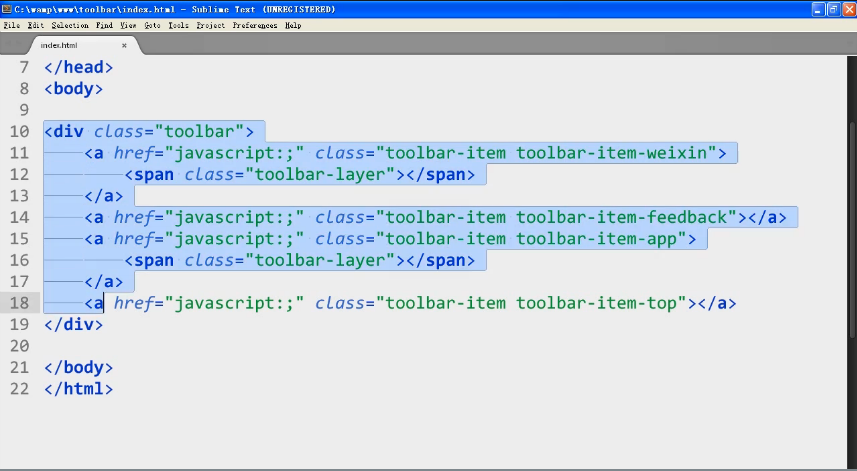 C:\wamp\www\toolbar\index.html - Sublime Text (UNREGISTERED)
File Edit Selection Find View Goto Tools Project Preferences Help
index.html ×
7 </head>
8 <body>
9
10 <div class="toolbar">
11 <a href="javascript:;" class="toolbar-item toolbar-item-weixin">
12 <span class="toolbar-layer"></span>
13 </a>
14 <a href="javascript:;" class="toolbar-item toolbar-item-feedback"></a>
15 <a href="javascript:;" class="toolbar-item toolbar-item-app">
16 <span class="toolbar-layer"></span>
17 </a>
18 <a href="javascript:;" class="toolbar-item toolbar-item-top"></a>
19 </div>
20
21 </body>
22 </html>